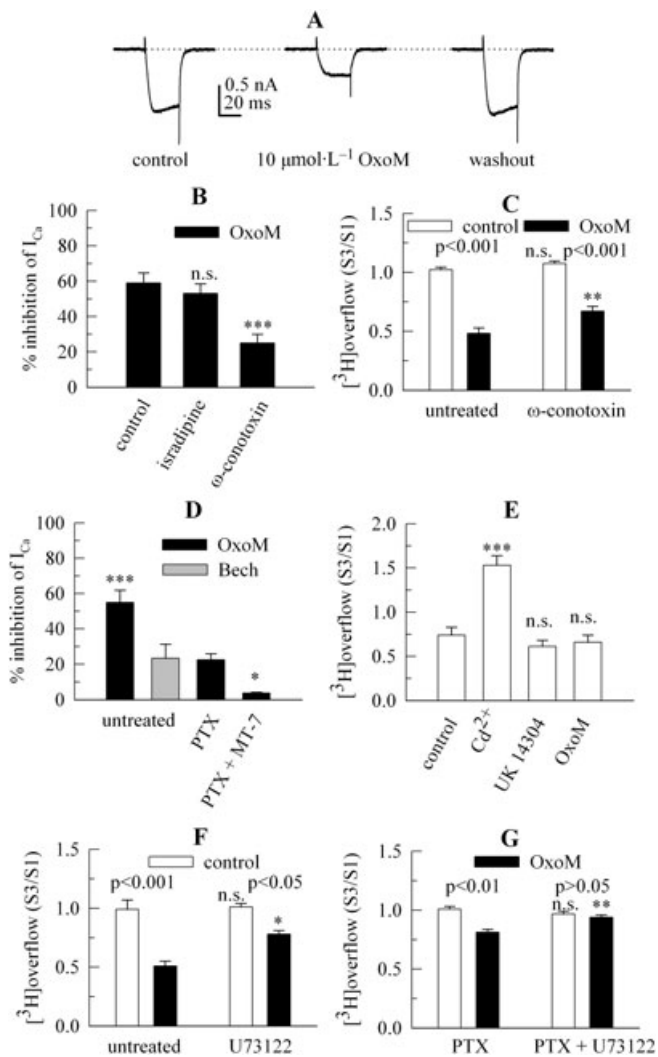 A
0.5 nA
20 ms
control
10 μmol·L⁻¹ OxoM
washout
B
% inhibition of I_Ca
100
80
60
40
20
0
OxoM
n.s.
***
control
isradipine
ω-conotoxin
C
[³H]overflow (S3/S1)
1.5
1.0
0.5
0.0
control
OxoM
p<0.001
n.s.
p<0.001
**
untreated
ω-conotoxin
D
% inhibition of I_Ca
100
80
60
40
20
0
OxoM
Bech
***
*
untreated
PTX
PTX + MT-7
E
[³H]overflow (S3/S1)
2.0
1.5
1.0
0.5
0.0
***
n.s.
n.s.
control
Cd²⁺
UK 14304
OxoM
F
[³H]overflow (S3/S1)
1.5
1.0
0.5
0.0
control
p<0.001
n.s.
p<0.05
*
untreated
U73122
G
[³H]overflow (S3/S1)
1.5
1.0
0.5
0.0
OxoM
p<0.01
p>0.05
n.s.
**
PTX
PTX + U73122